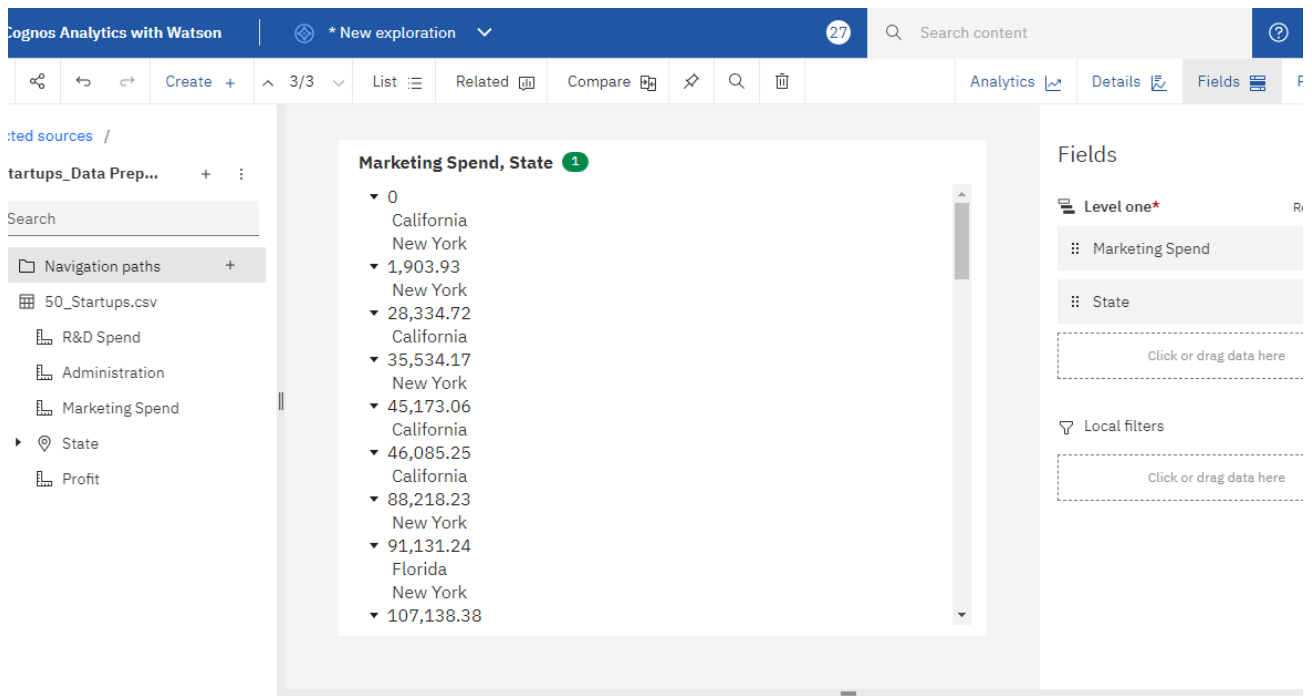 Cognos Analytics with Watson
* New exploration
27
Search content
Create +
3/3
List
Related
Compare
Analytics
Details
Fields
cted sources /
tartups_Data Prep...
Search
Navigation paths
50_Startups.csv
R&D Spend
Administration
Marketing Spend
State
Profit
Marketing Spend, State 1
0
California
New York
1,903.93
New York
28,334.72
California
35,534.17
New York
45,173.06
California
46,085.25
California
88,218.23
New York
91,131.24
Florida
New York
107,138.38
Fields
Level one*
Marketing Spend
State
Click or drag data here
Local filters
Click or drag data here